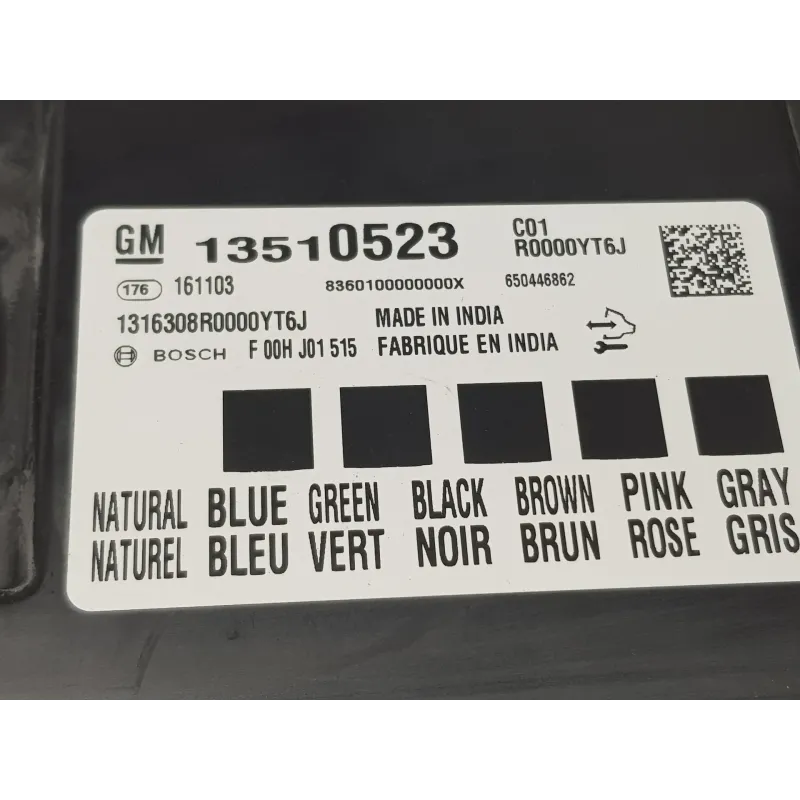 GM 13510523 C01
R0000YT6J
176 161103 8360100000000X 650446862
1316308R0000YT6J MADE IN INDIA
BOSCH F 00H J01 515 FABRIQUE EN INDIA
NATURAL BLUE GREEN BLACK BROWN PINK GRAY
NATUREL BLEU VERT NOIR BRUN ROSE GRIS